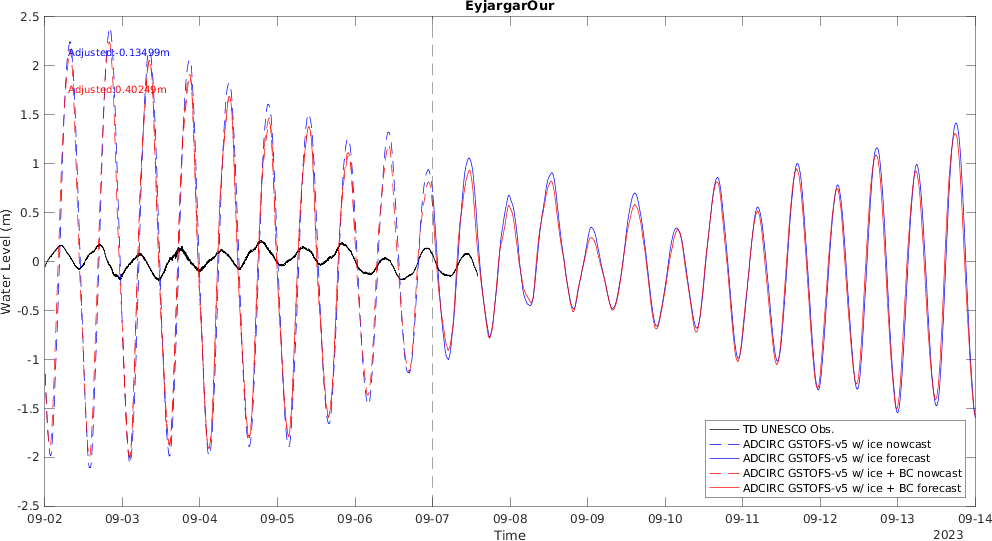 EyjargarOur
Adjusted:-0.13499m
Adjusted:0.40249m
Water Level (m)
2.5
2
1.5
1
0.5
0
-0.5
-1
-1.5
-2
-2.5
TD UNESCO Obs.
ADCIRC GSTOFS-v5 w/ ice nowcast
ADCIRC GSTOFS-v5 w/ ice forecast
ADCIRC GSTOFS-v5 w/ ice + BC nowcast
ADCIRC GSTOFS-v5 w/ ice + BC forecast
09-02 09-03 09-04 09-05 09-06 09-07 09-08 09-09 09-10 09-11 09-12 09-13 09-14
Time
2023